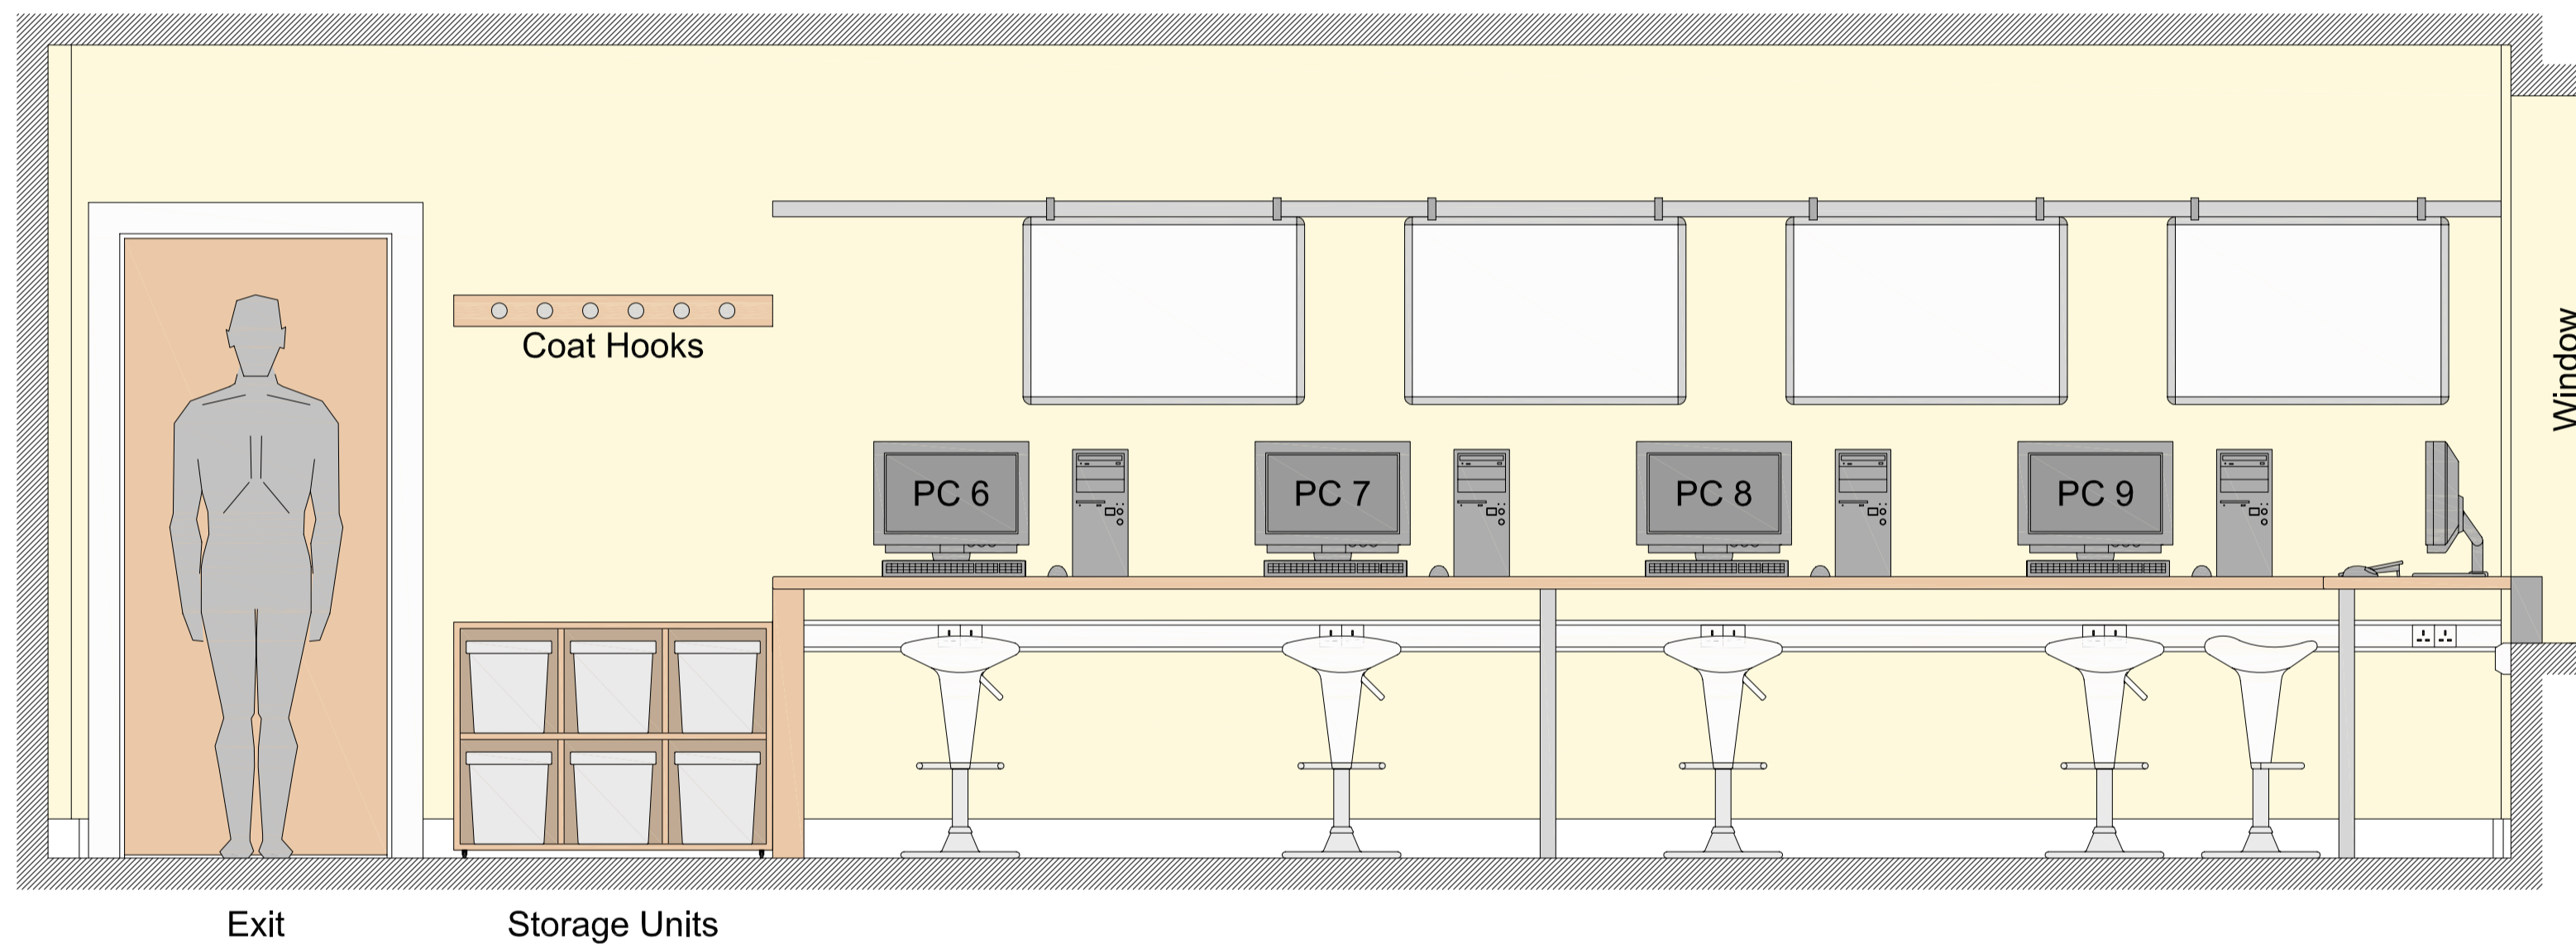 Coat Hooks
Window
PC 6
PC 7
PC 8
PC 9
Exit
Storage Units